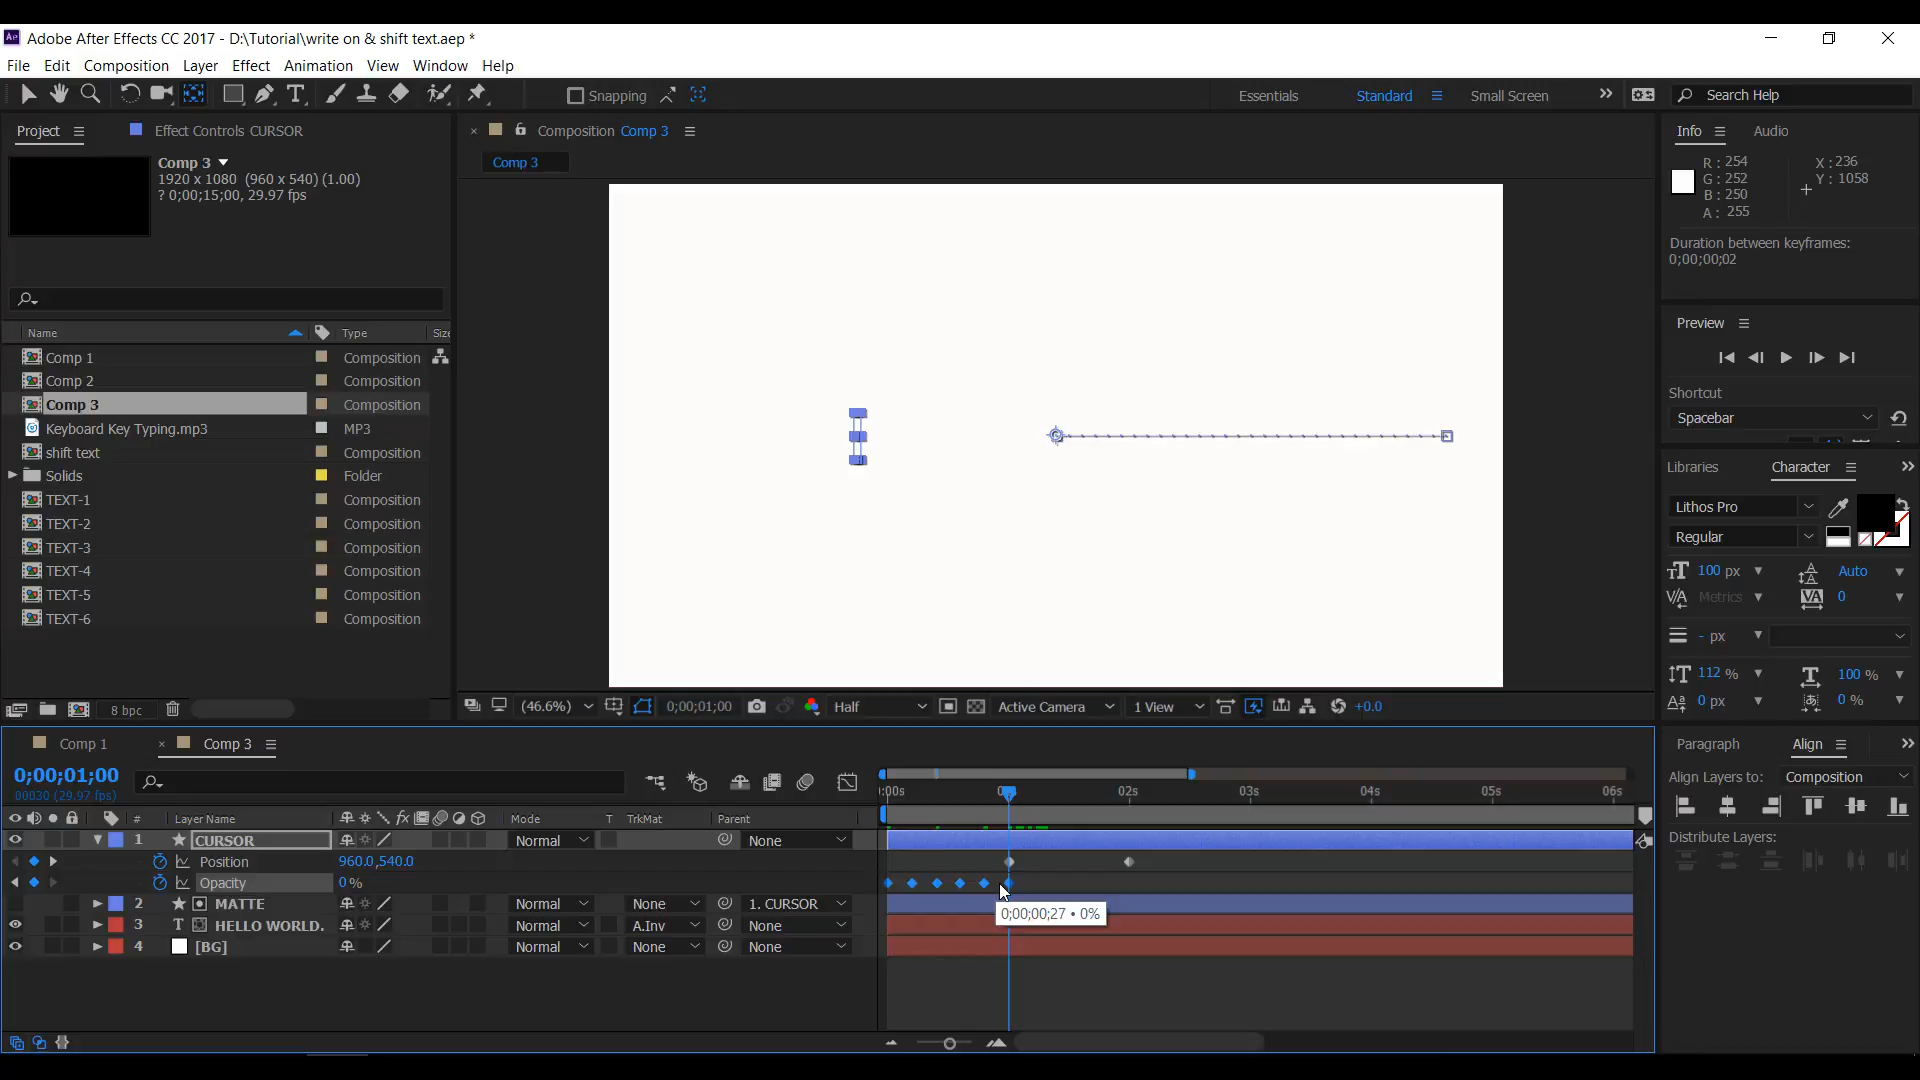 Adobe After Effects CC 2017 - D:\Tutorial\write on & shift text.aep *
File Edit Composition Layer Effect Animation View Window Help
Snapping
Essentials Standard Small Screen Search Help
Project Effect Controls CURSOR
Comp 3
1920 x 1080 (960 x 540) (1.00)
? 0;00;15;00, 29.97 fps
Name Type Size
Comp 1 Composition
Comp 2 Composition
Comp 3 Composition
Keyboard Key Typing.mp3 MP3
shift text Composition
Solids Folder
TEXT-1 Composition
TEXT-2 Composition
TEXT-3 Composition
TEXT-4 Composition
TEXT-5 Composition
TEXT-6 Composition
8 bpc
Composition Comp 3
Comp 3
(46.6%) 0;00;01;00 Half Active Camera 1 View +0.0
Info Audio
R : 254 X : 236
G : 252 Y : 1058
B : 250
A : 255
Duration between keyframes:
0;00;00;02
Preview
Shortcut
Spacebar
Libraries Character
Lithos Pro
Regular
100 px Auto
Metrics 0
- px
112 % 100 %
0 px 0 %
Paragraph Align
Align Layers to: Composition
Distribute Layers:
Comp 1 Comp 3
0;00;01;00
00030 (29.97 fps)
# Layer Name Mode T TrkMat Parent
1 CURSOR Normal None
Position 960.0,540.0
Opacity 0 %
2 MATTE Normal None 1. CURSOR
3 T HELLO WORLD. Normal A.Inv None
4 [BG] Normal None None
:00s 02s 03s 04s 05s 06s
0;00;00;27 • 0%